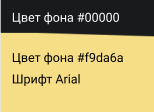 Цвет фона #00000
Цвет фона #f9da6a
Шрифт Arial